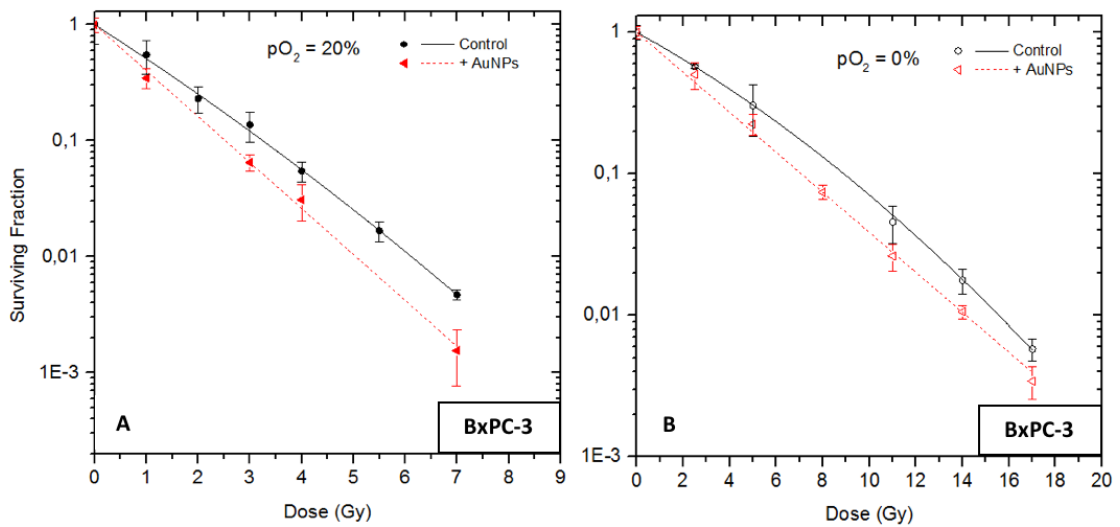 pO2 = 20%
Control
+ AuNPs
1
0,1
0,01
1E-3
Surviving Fraction
A
BxPC-3
0 1 2 3 4 5 6 7 8 9
Dose (Gy)
pO2 = 0%
Control
+ AuNPs
1
0,1
0,01
1E-3
B
BxPC-3
0 2 4 6 8 10 12 14 16 18 20
Dose (Gy)